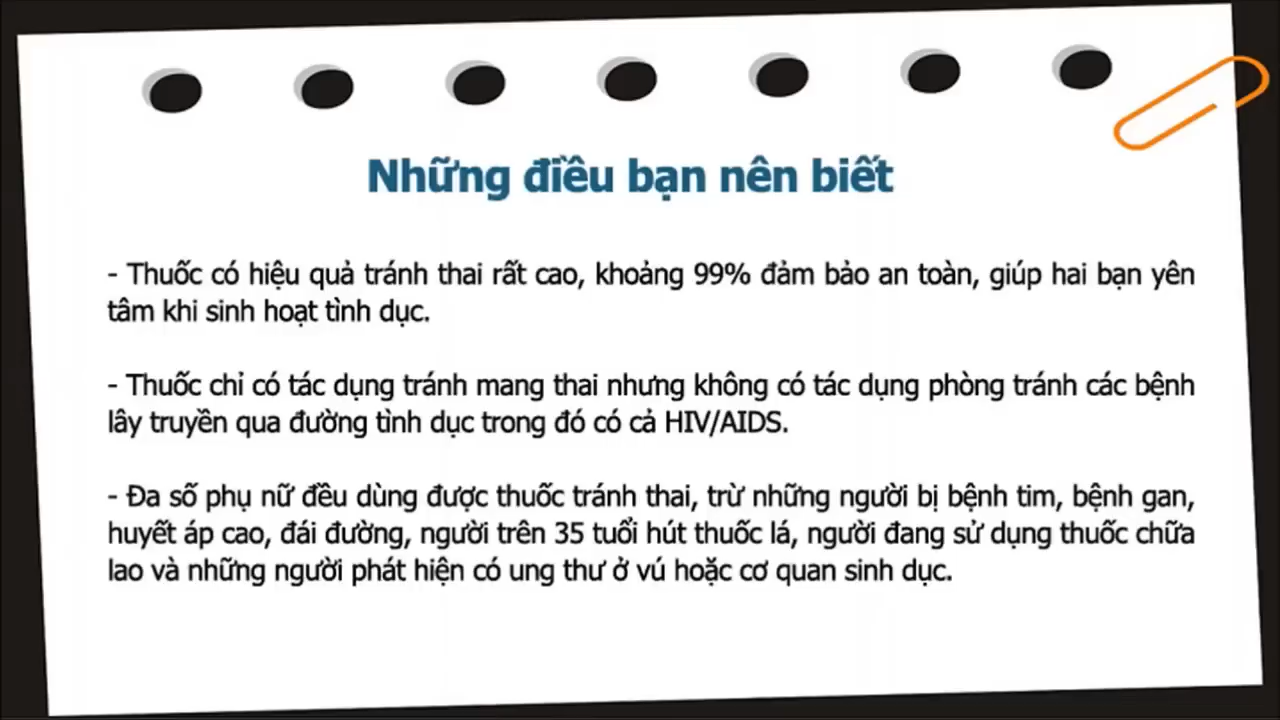 Những điều bạn nên biết
- Thuốc có hiệu quả tránh thai rất cao, khoảng 99% đảm bảo an toàn, giúp hai bạn yên
tâm khi sinh hoạt tình dục.
- Thuốc chỉ có tác dụng tránh mang thai nhưng không có tác dụng phòng tránh các bệnh
lây truyền qua đường tình dục trong đó có cả HIV/AIDS.
- Đa số phụ nữ đều dùng được thuốc tránh thai, trừ những người bị bệnh tim, bệnh gan,
huyết áp cao, đái đường, người trên 35 tuổi hút thuốc lá, người đang sử dụng thuốc chữa
lao và những người phát hiện có ung thư ở vú hoặc cơ quan sinh dục.